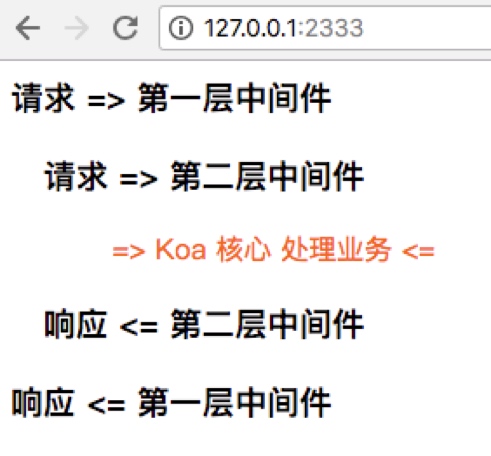 127.0.0.1:2333
请求 => 第一层中间件
请求 => 第二层中间件
=> Koa 核心 处理业务 <=
响应 <= 第二层中间件
响应 <= 第一层中间件